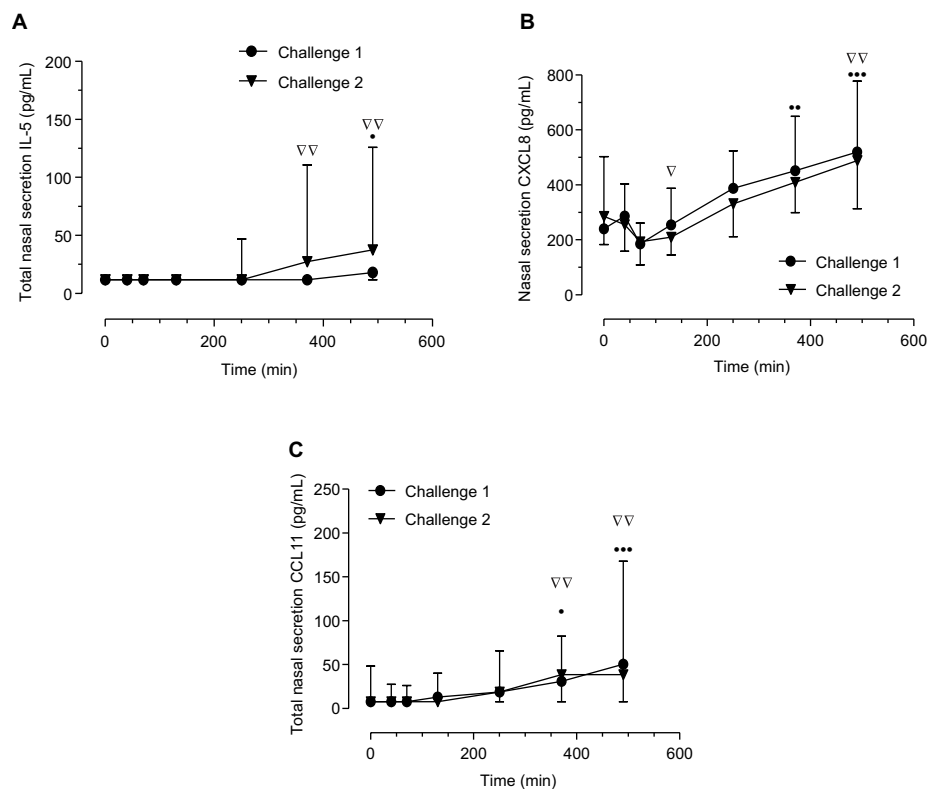 A
Challenge 1
Challenge 2
Total nasal secretion IL-5 (pg/mL)
200
150
100
50
0
▽▽
▽▽
•
0 200 400 600
Time (min)
B
Nasal secretion CXCL8 (pg/mL)
800
600
400
200
0
▽
••
▽▽
•••
Challenge 1
Challenge 2
0 200 400 600
Time (min)
C
Challenge 1
Challenge 2
Total nasal secretion CCL11 (pg/mL)
250
200
150
100
50
0
▽▽
•
▽▽
•••
0 200 400 600
Time (min)